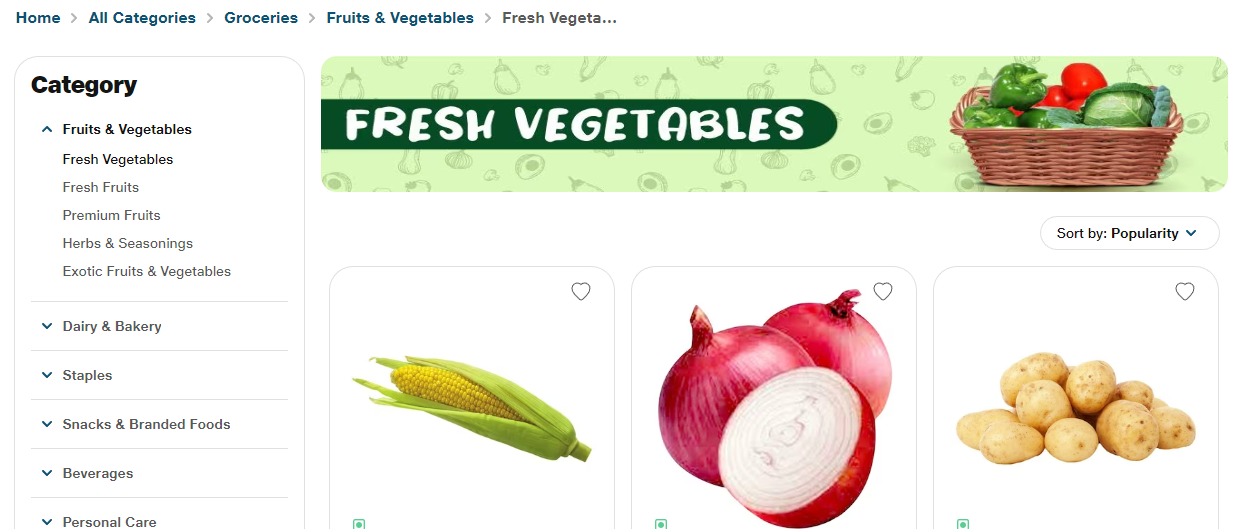 Home > All Categories > Groceries > Fruits & Vegetables > Fresh Vegeta...
Category
Fruits & Vegetables
Fresh Vegetables
Fresh Fruits
Premium Fruits
Herbs & Seasonings
Exotic Fruits & Vegetables
Dairy & Bakery
Staples
Snacks & Branded Foods
Beverages
Personal Care
FRESH VEGETABLES
Sort by: Popularity